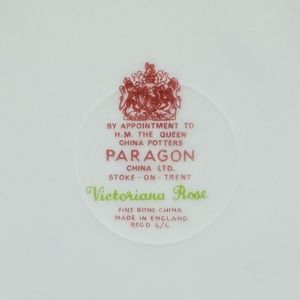 BY APPOINTMENT TO
H.M. THE QUEEN
CHINA POTTERS
PARAGON
CHINA LTD.
STOKE-ON-TRENT
Victoriana Rose
FINE BONE CHINA
MADE IN ENGLAND
REGD L/L